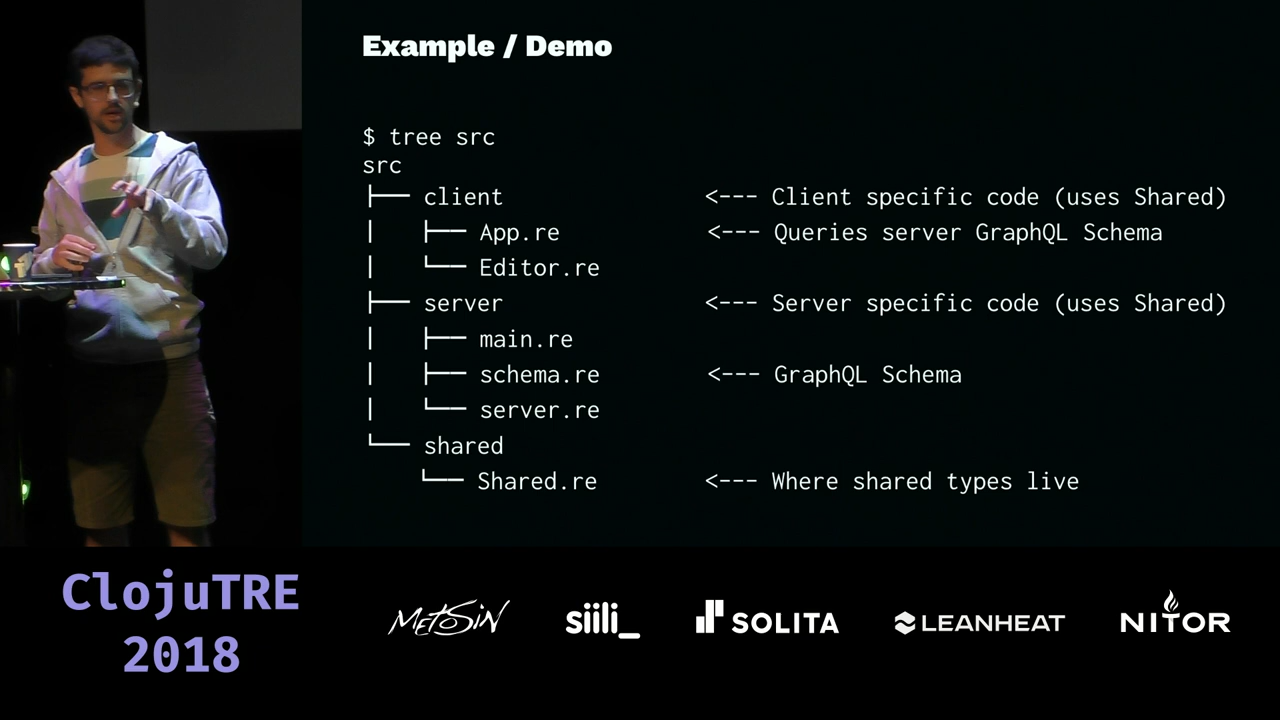 Example / Demo
$ tree src
src
├── client <--- Client specific code (uses Shared)
│   ├── App.re <--- Queries server GraphQL Schema
│   └── Editor.re
├── server <--- Server specific code (uses Shared)
│   ├── main.re
│   ├── schema.re <--- GraphQL Schema
│   └── server.re
└── shared
    └── Shared.re <--- Where shared types live
ClojuTRE
2018
METOSIN
siili_
SOLITA
LEANHEAT
NITOR